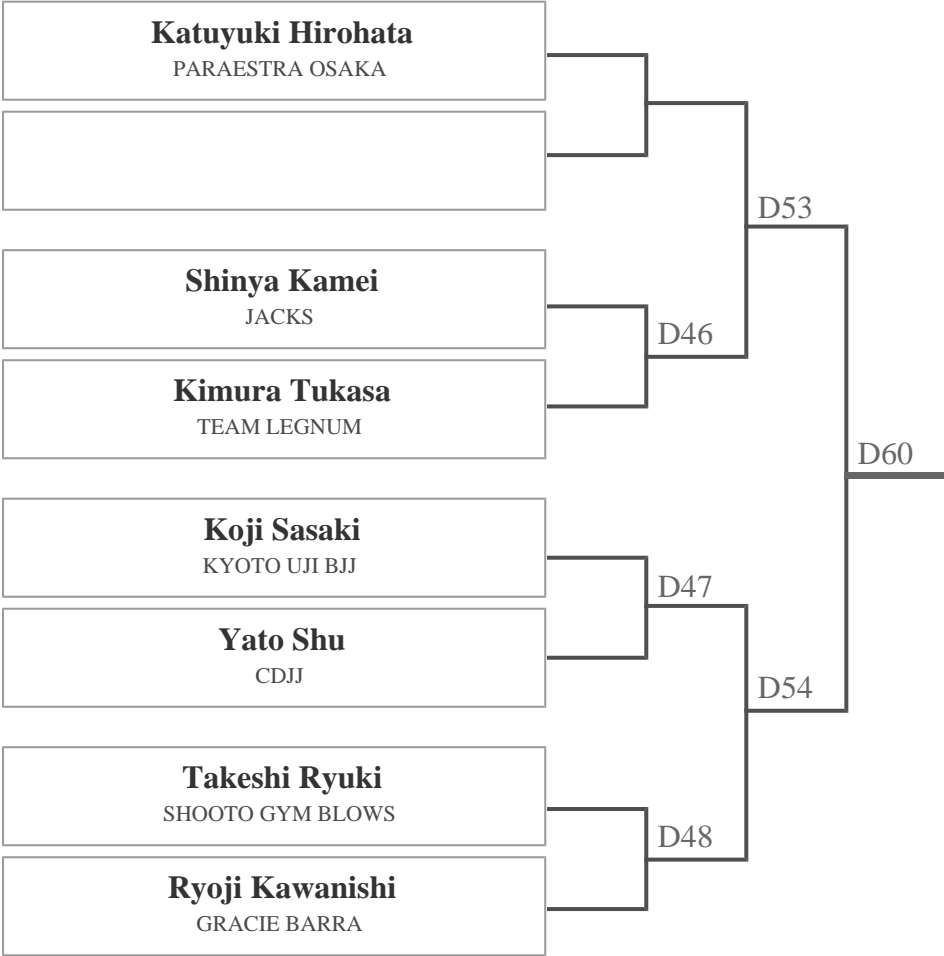 Katuyuki Hirohata
PARAESTRA OSAKA
D53
Shinya Kamei
JACKS
D46
Kimura Tukasa
TEAM LEGNUM
D60
Koji Sasaki
KYOTO UJI BJJ
D47
Yato Shu
CDJJ
D54
Takeshi Ryuki
SHOOTO GYM BLOWS
D48
Ryoji Kawanishi
GRACIE BARRA